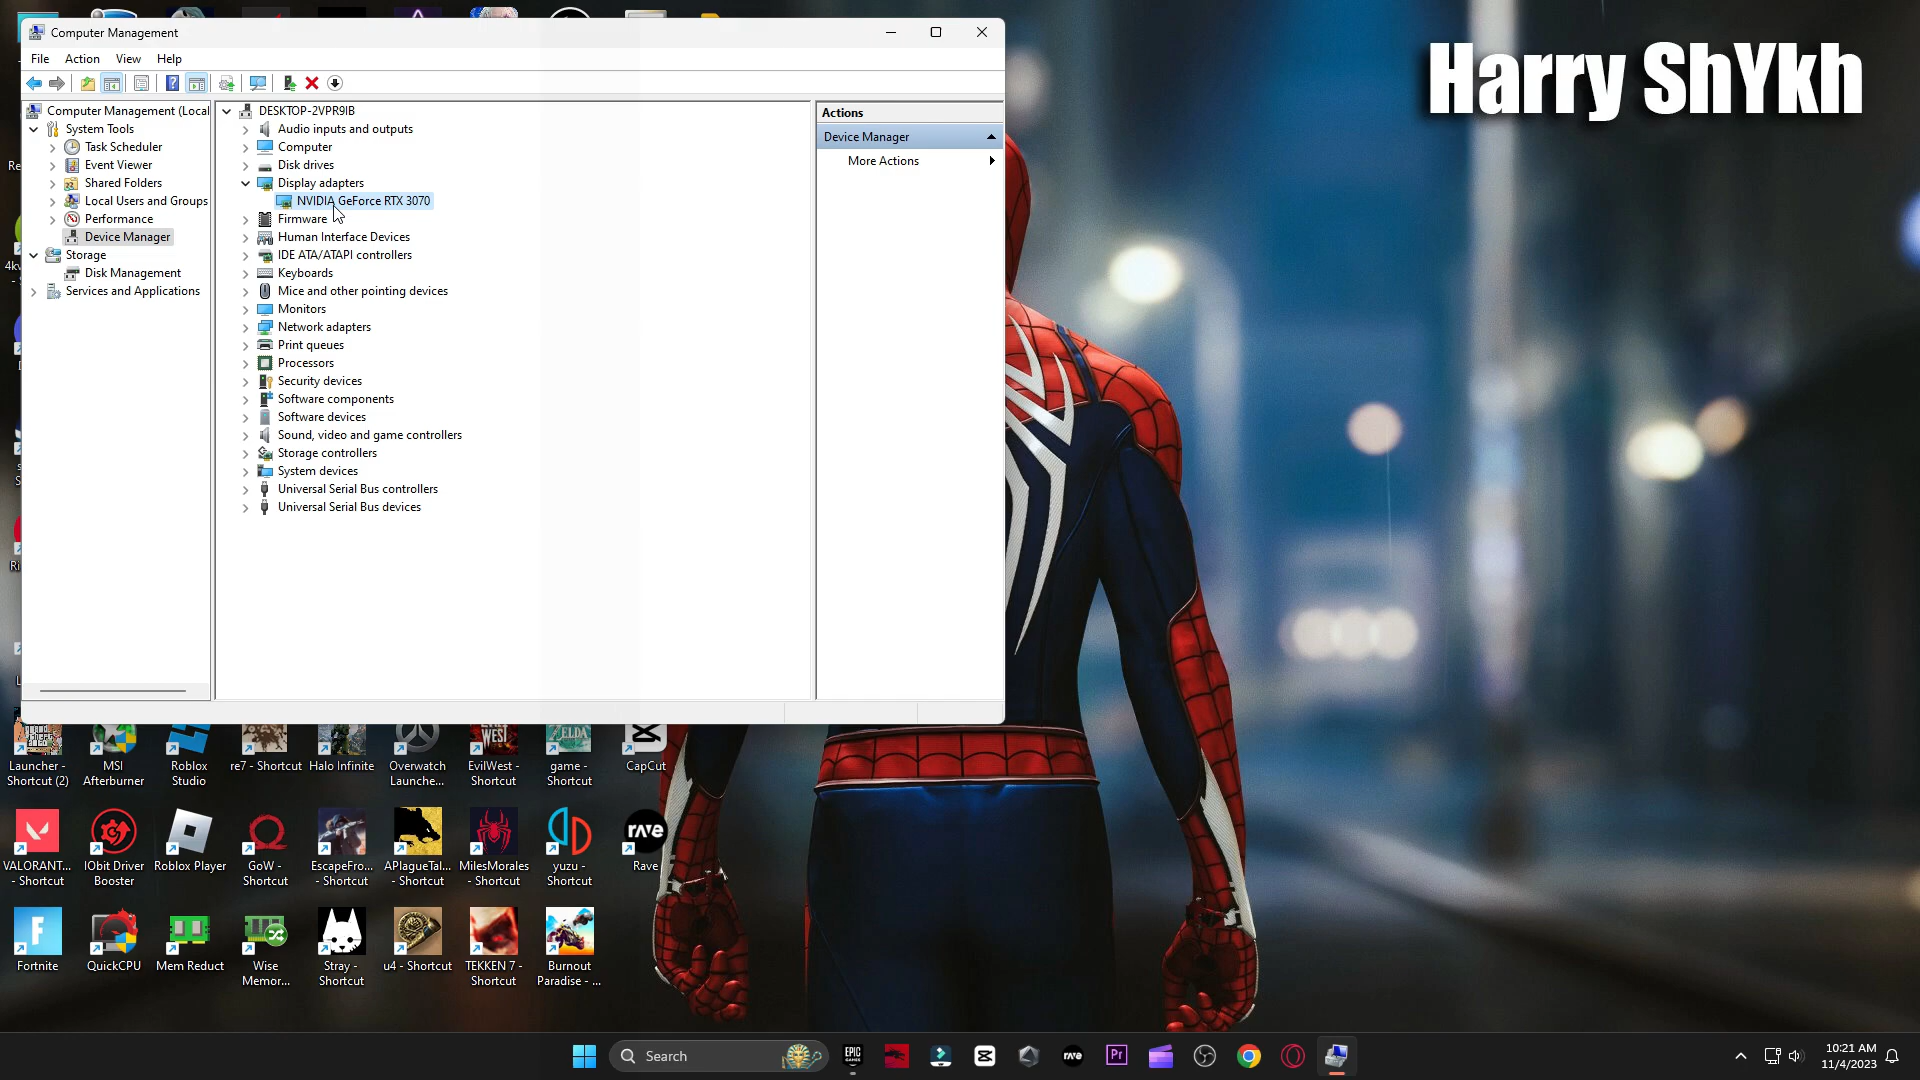 Computer Management
Harry ShYkh
File Action View Help
Computer Management (Local
System Tools
Task Scheduler
Event Viewer
Shared Folders
Local Users and Groups
Performance
Device Manager
Storage
Disk Management
Services and Applications
DESKTOP-2VPR9IB
Audio inputs and outputs
Computer
Disk drives
Display adapters
NVIDIA GeForce RTX 3070
Firmware
Human Interface Devices
IDE ATA/ATAPI controllers
Keyboards
Mice and other pointing devices
Monitors
Network adapters
Print queues
Processors
Security devices
Software components
Software devices
Sound, video and game controllers
Storage controllers
System devices
Universal Serial Bus controllers
Universal Serial Bus devices
Actions
Device Manager
More Actions
Launcher -
Shortcut (2)
MSI
Afterburner
Roblox
Studio
re7 - Shortcut
Halo Infinite
Overwatch
Launche...
EvilWest -
Shortcut
game -
Shortcut
CapCut
VALORANT...
- Shortcut
IObit Driver
Booster
Roblox Player
GoW -
Shortcut
EscapeFro...
- Shortcut
APlagueTal...
- Shortcut
MilesMorales
- Shortcut
yuzu -
Shortcut
rave
Rave
Fortnite
QuickCPU
Mem Reduct
Wise
Memor...
Stray -
Shortcut
u4 - Shortcut
TEKKEN 7 -
Shortcut
Burnout
Paradise - ...
Search
EPIC
GAMES
rave
Pr
10:21 AM
11/4/2023